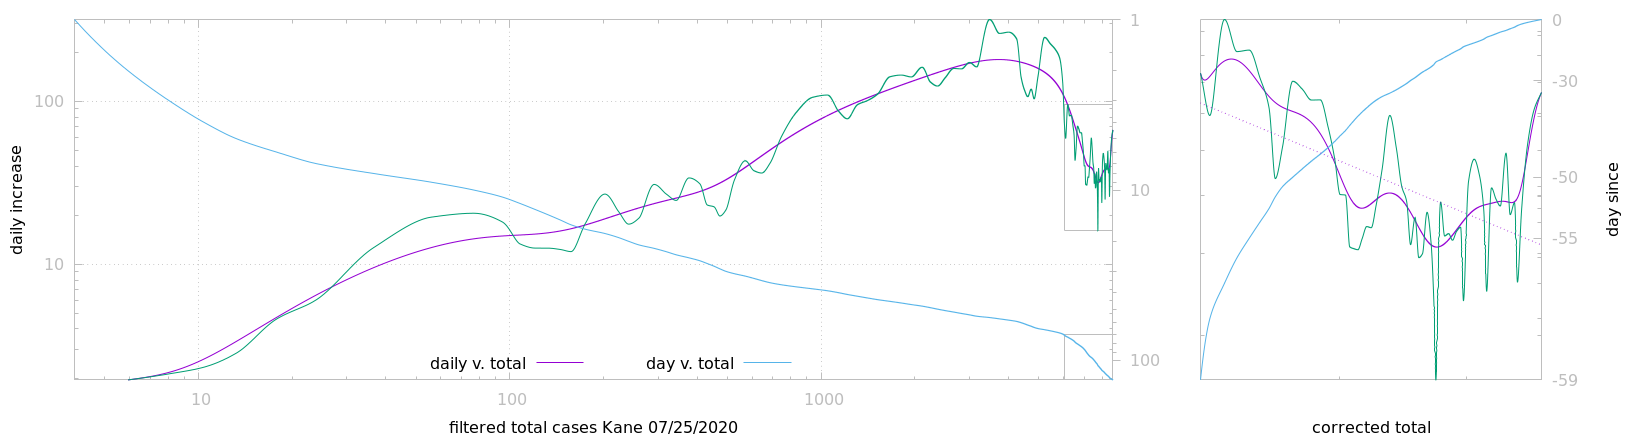 daily increase
100
10
10
100
1000
filtered total cases Kane 07/25/2020
daily v. total
day v. total
1
10
100
0
-30
-50
-55
-59
day since
corrected total